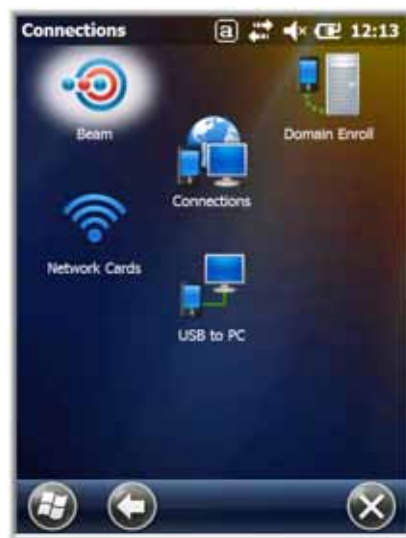 Connections
a
12:13
Beam
Domain Enroll
Connections
Network Cards
USB to PC